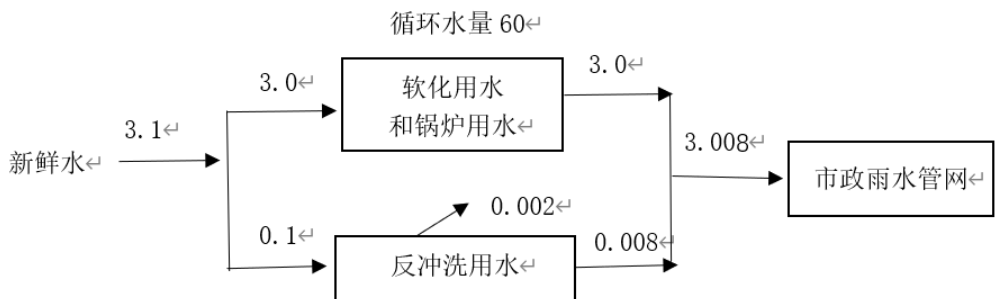 循环水量 60↵
3.0↵
软化用水
和锅炉用水↵
3.0↵
3.1↵
新鲜水↵
3.008↵
市政雨水管网↵
0.002↵
0.1↵
反冲洗用水↵
0.008↵